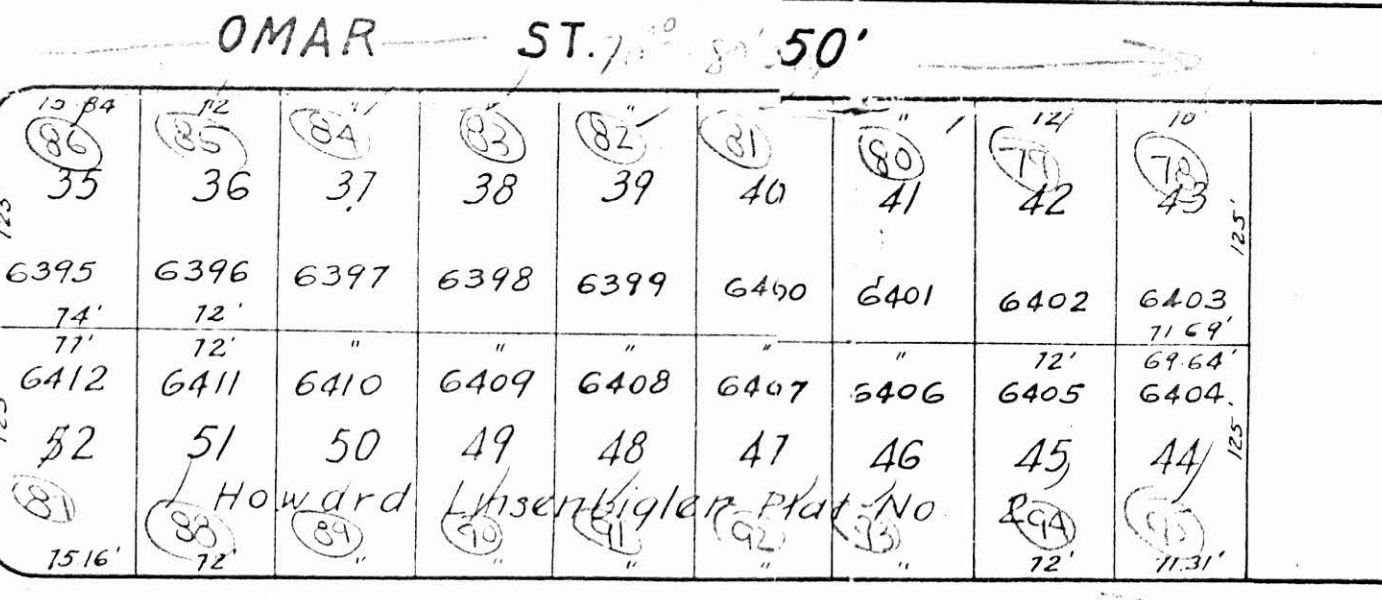 OMAR ST. 50'
72 " " " " 12'
86 85 84 83 82 81 80 79 78
35 36 37 38 39 40 41 42 43
125' 125'
6395 6396 6397 6398 6399 6400 6401 6402 6403
74' 72' 71.69'
77' 72' " " " " " 72' 69.64'
6412 6411 6410 6409 6408 6407 6406 6405 6404
125' 125'
52 51 50 49 48 47 46 45 44
Howard Plat No
88 89 90 91 92 93 94
75.16' 72' " " " " " 72' 71.31'